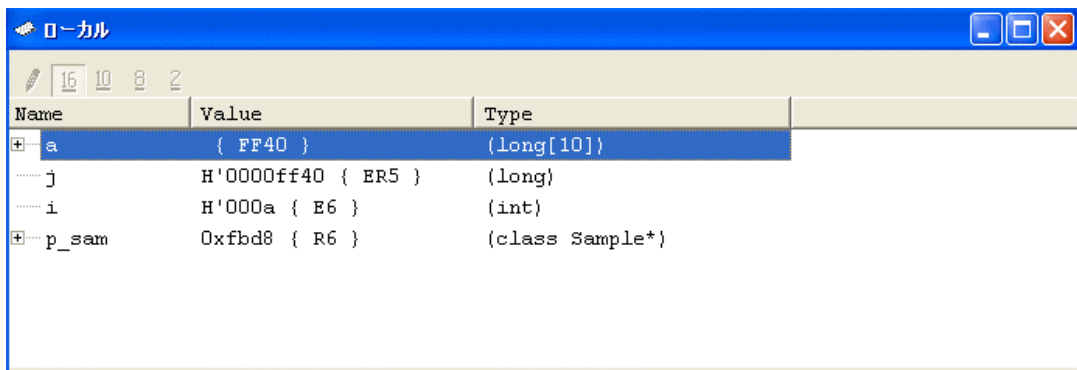 ローカル
16 10 8 2
Name Value Type
a { FF40 } (long[10])
j H'0000ff40 { ER5 } (long)
i H'000a { E6 } (int)
p_sam 0xfbd8 { R6 } (class Sample*)